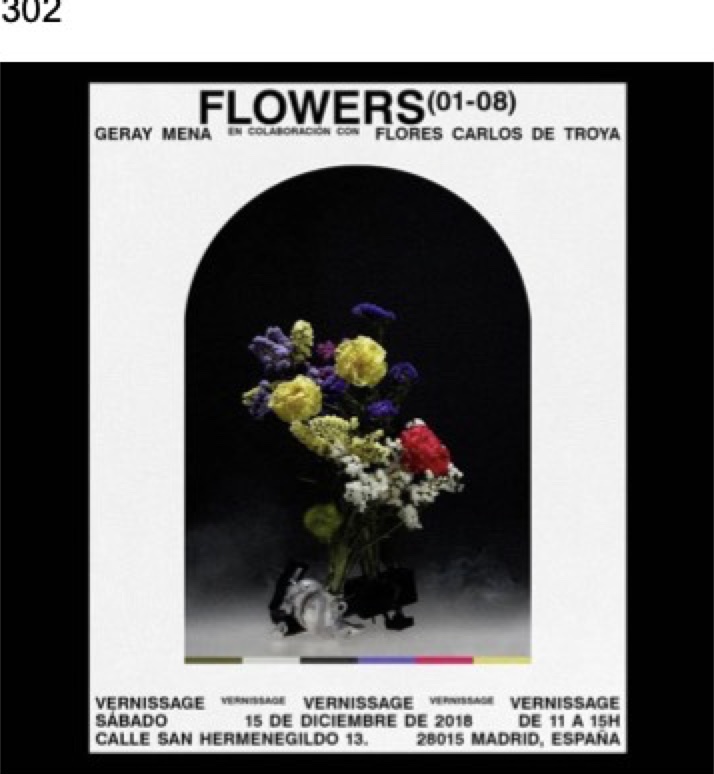 302
FLOWERS(01-08)
GERAY MENA EN COLABORACIÓN CON FLORES CARLOS DE TROYA
VERNISSAGE VERNISSAGE VERNISSAGE VERNISSAGE VERNISSAGE
SÁBADO 15 DE DICIEMBRE DE 2018 DE 11 A 15H
CALLE SAN HERMENEGILDO 13. 28015 MADRID, ESPAÑA